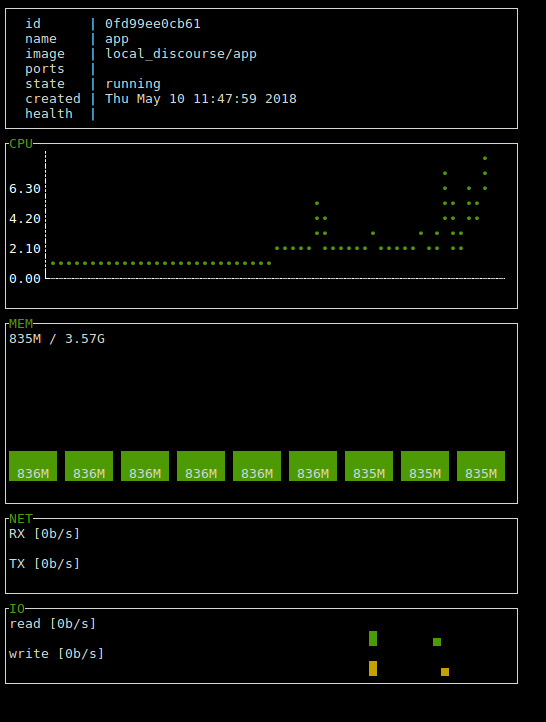 id | 0fd99ee0cb61
name | app
image | local_discourse/app
ports |
state | running
created | Thu May 10 11:47:59 2018
health |
CPU
6.30
4.20
2.10
0.00
MEM
835M / 3.57G
836M 836M 836M 836M 836M 836M 835M 835M 835M
NET
RX [0b/s]
TX [0b/s]
IO
read [0b/s]
write [0b/s]